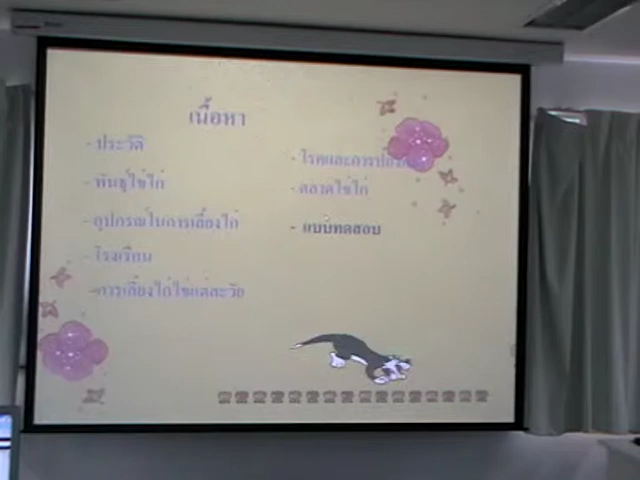 เนื้อหา
- ประวัติ
- พันธุ์ไข่ไก่
- อุปกรณ์ในการเลี้ยงไก่
- โรงเรือน
- การเลี้ยงไก่ไข่แต่ละวัย
- โรคและการป้องกัน
- ตลาดไข่ไก่
- แบบทดสอบ